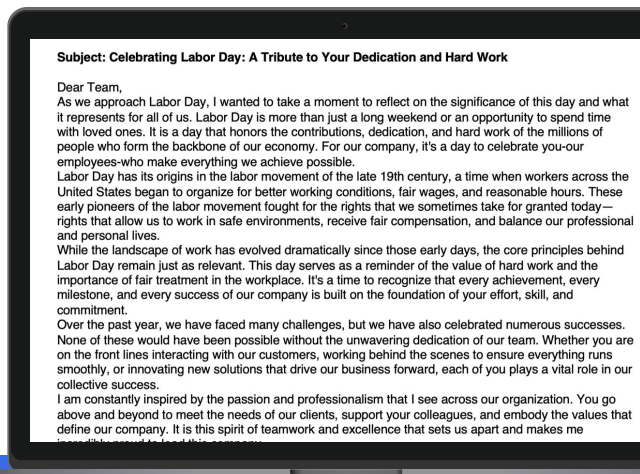 Subject: Celebrating Labor Day: A Tribute to Your Dedication and Hard Work
Dear Team,
As we approach Labor Day, I wanted to take a moment to reflect on the significance of this day and what
it represents for all of us. Labor Day is more than just a long weekend or an opportunity to spend time
with loved ones. It is a day that honors the contributions, dedication, and hard work of the millions of
people who form the backbone of our economy. For our company, it's a day to celebrate you-our
employees-who make everything we achieve possible.
Labor Day has its origins in the labor movement of the late 19th century, a time when workers across the
United States began to organize for better working conditions, fair wages, and reasonable hours. These
early pioneers of the labor movement fought for the rights that we sometimes take for granted today—
rights that allow us to work in safe environments, receive fair compensation, and balance our professional
and personal lives.
While the landscape of work has evolved dramatically since those early days, the core principles behind
Labor Day remain just as relevant. This day serves as a reminder of the value of hard work and the
importance of fair treatment in the workplace. It's a time to recognize that every achievement, every
milestone, and every success of our company is built on the foundation of your effort, skill, and
commitment.
Over the past year, we have faced many challenges, but we have also celebrated numerous successes.
None of these would have been possible without the unwavering dedication of our team. Whether you are
on the front lines interacting with our customers, working behind the scenes to ensure everything runs
smoothly, or innovating new solutions that drive our business forward, each of you plays a vital role in our
collective success.
I am constantly inspired by the passion and professionalism that I see across our organization. You go
above and beyond to meet the needs of our clients, support your colleagues, and embody the values that
define our company. It is this spirit of teamwork and excellence that sets us apart and makes me
incredibly proud to lead this company.